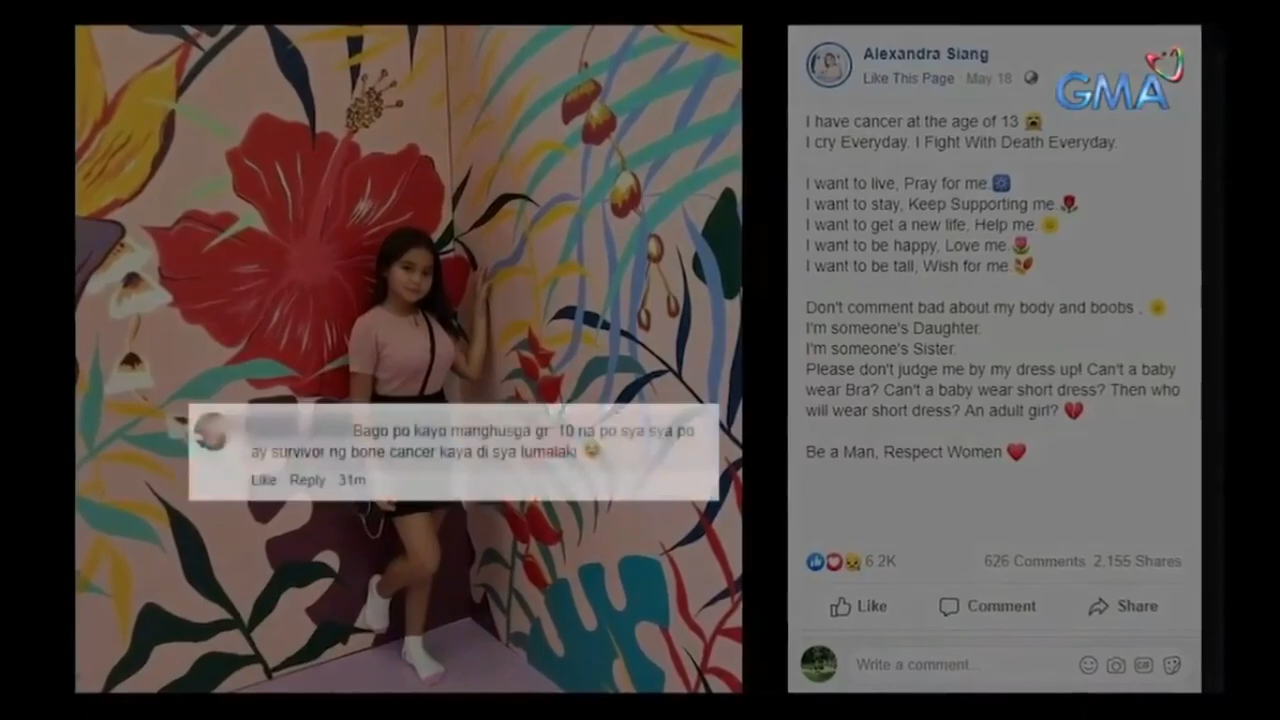 Alexandra Siang
Like This Page · May 18
GMA
I have cancer at the age of 13
I cry Everyday. I Fight With Death Everyday.
I want to live, Pray for me.
I want to stay, Keep Supporting me.
I want to get a new life, Help me.
I want to be happy, Love me.
I want to be tall, Wish for me.
Don't comment bad about my body and boobs .
I'm someone's Daughter.
I'm someone's Sister.
Please don't judge me by my dress up! Can't a baby
wear Bra? Can't a baby wear short dress? Then who
will wear short dress? An adult girl?
Be a Man, Respect Women
6.2K 626 Comments 2,155 Shares
Like Comment Share
Write a comment...
GIF
Bago po kayo manghusga gr 10 na po sya sya po
ay survivor ng bone cancer kaya di sya lumalaki
Like Reply 31m